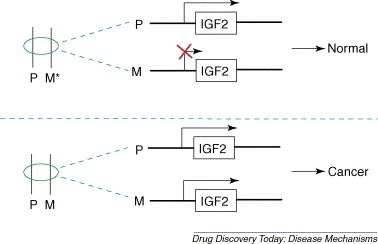 P
IGF2
Normal
P M*
M
IGF2
P
IGF2
Cancer
P M
M
IGF2
Drug Discovery Today: Disease Mechanisms